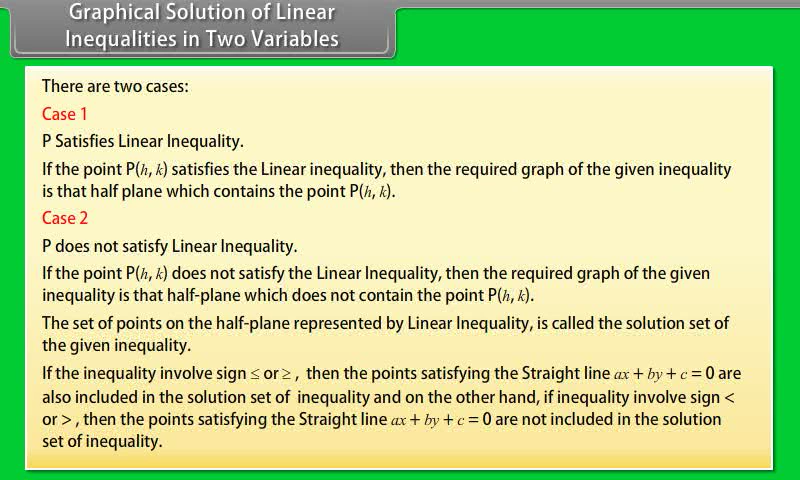 Graphical Solution of Linear
Inequalities in Two Variables
There are two cases:
Case 1
P Satisfies Linear Inequality.
If the point P(h, k) satisfies the Linear inequality, then the required graph of the given inequality
is that half plane which contains the point P(h, k).
Case 2
P does not satisfy Linear Inequality.
If the point P(h, k) does not satisfy the Linear Inequality, then the required graph of the given
inequality is that half-plane which does not contain the point P(h, k).
The set of points on the half-plane represented by Linear Inequality, is called the solution set of
the given inequality.
If the inequality involve sign ≤ or ≥ , then the points satisfying the Straight line ax + by + c = 0 are
also included in the solution set of inequality and on the other hand, if inequality involve sign <
or > , then the points satisfying the Straight line ax + by + c = 0 are not included in the solution
set of inequality.